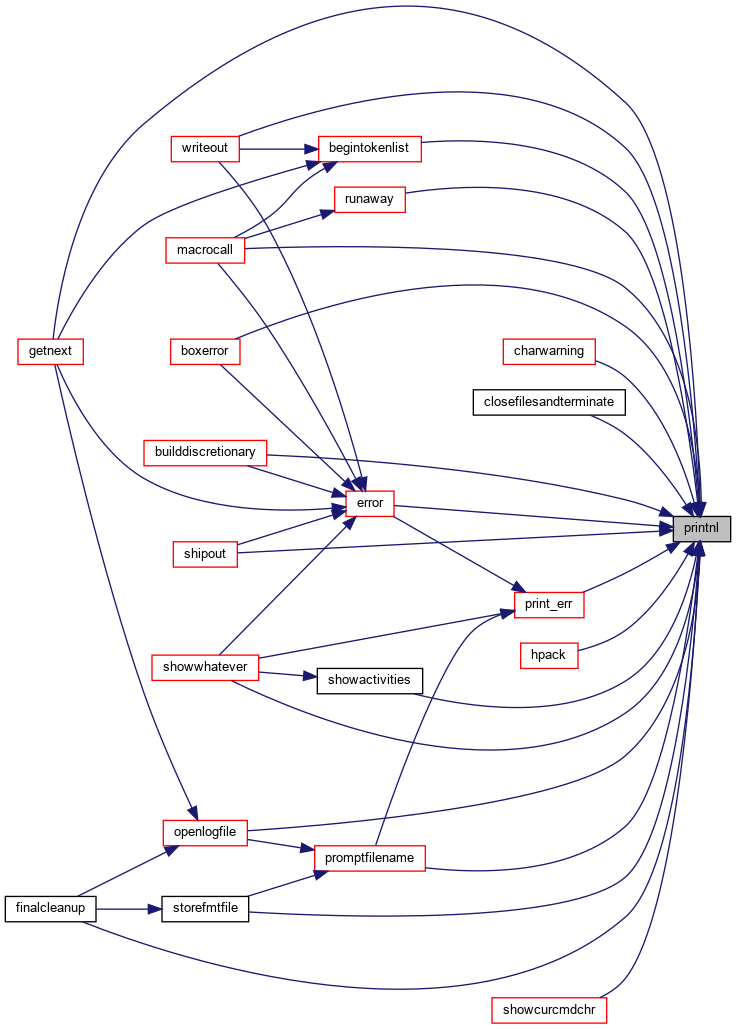 writeout
begintokenlist
runaway
macrocall
getnext
boxerror
charwarning
closefilesandterminate
builddiscretionary
error
printnl
shipout
print_err
hpack
showwhatever
showactivities
openlogfile
promptfilename
finalcleanup
storefmtfile
showcurcmdchr